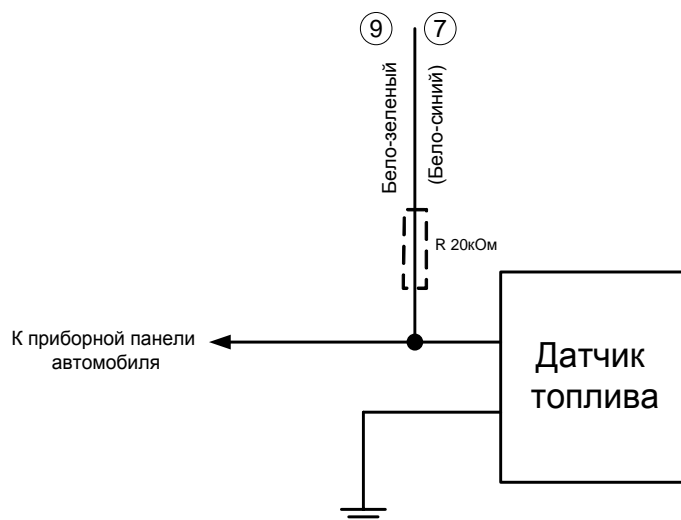 9 7
Бело-зеленый
(Бело-синий)
R 20кОм
К приборной панели
автомобиля
Датчик
топлива